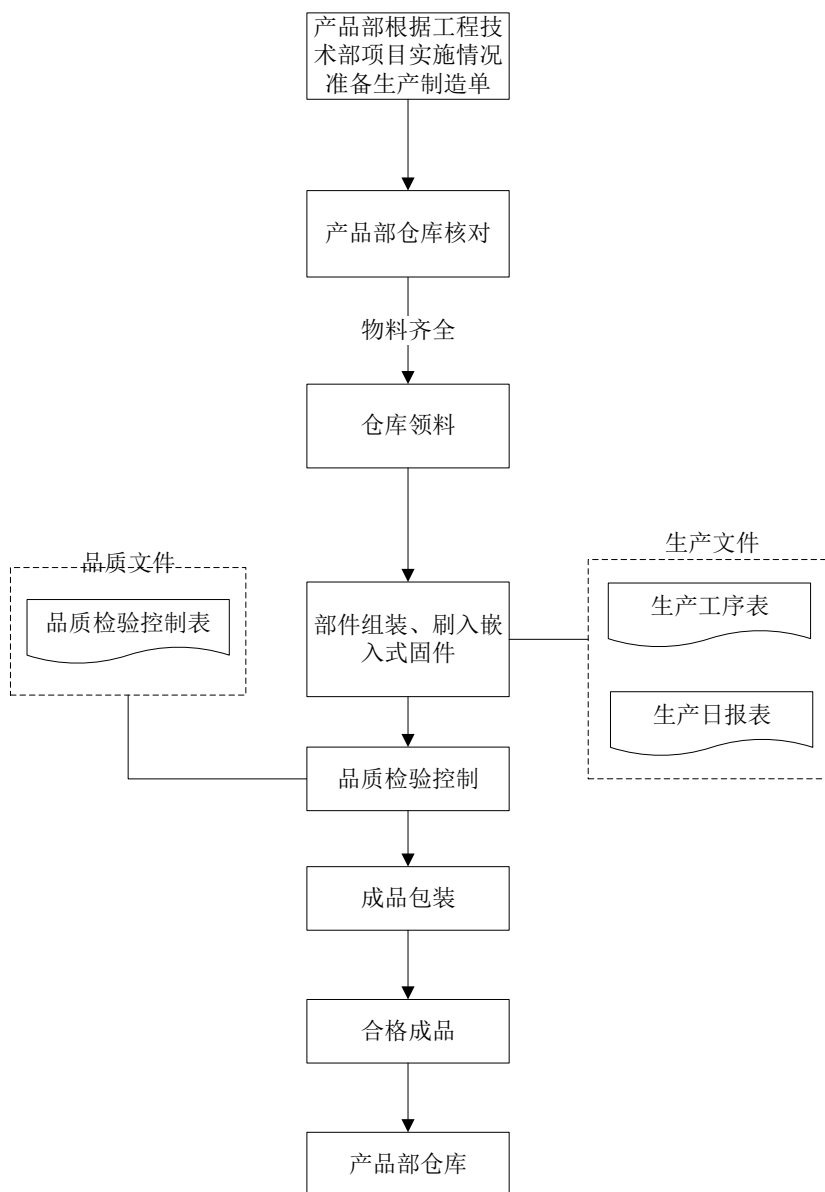 产品部根据工程技
术部项目实施情况
准备生产制造单
产品部仓库核对
物料齐全
仓库领料
品质文件
品质检验控制表
生产文件
生产工序表
部件组装、刷入嵌
入式固件
生产日报表
品质检验控制
成品包装
合格成品
产品部仓库